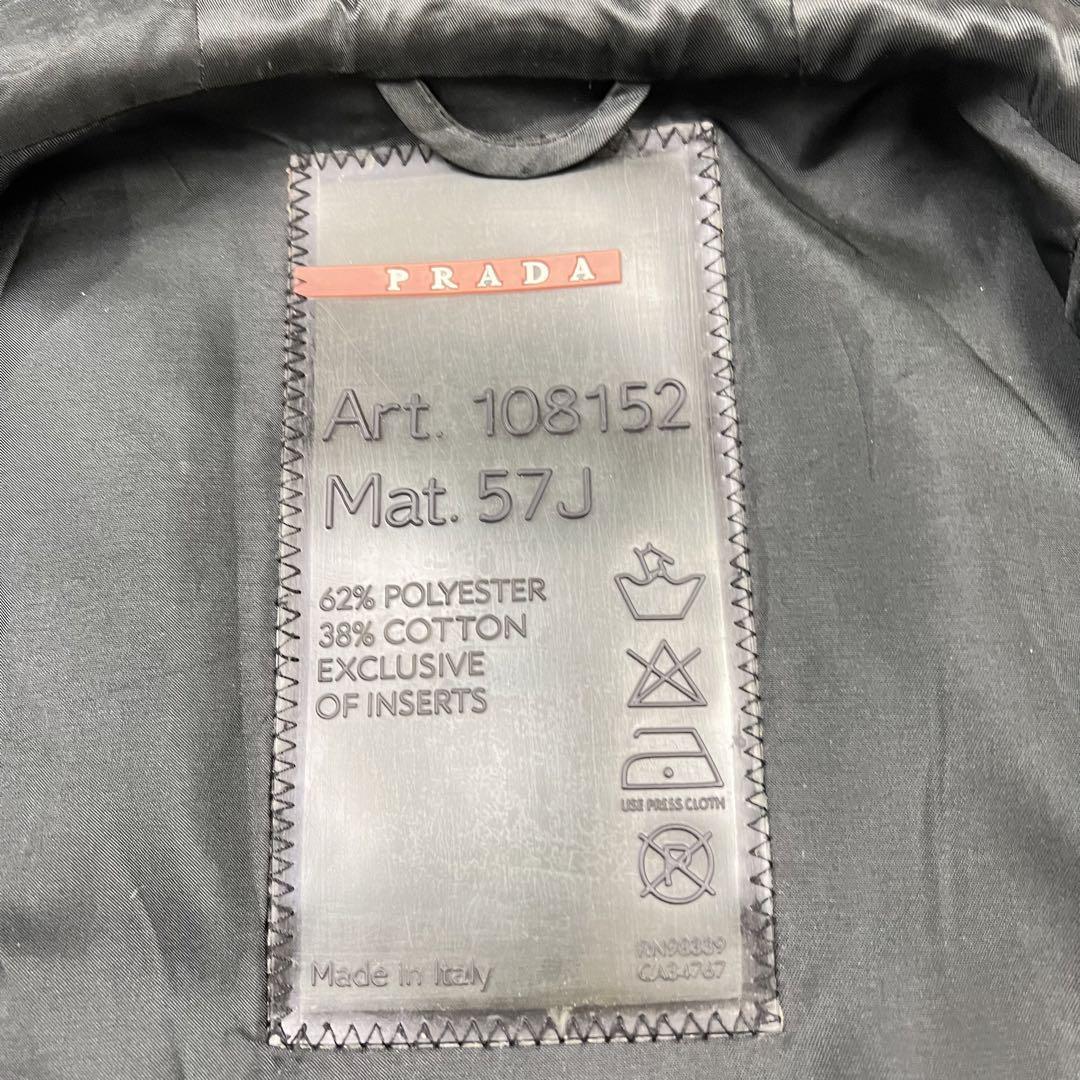 PRADA
Art. 108152
Mat. 57J
62% POLYESTER
38% COTTON
EXCLUSIVE
OF INSERTS
USE PRESS CLOTH
P
Made in Italy
RN98339
CA34767